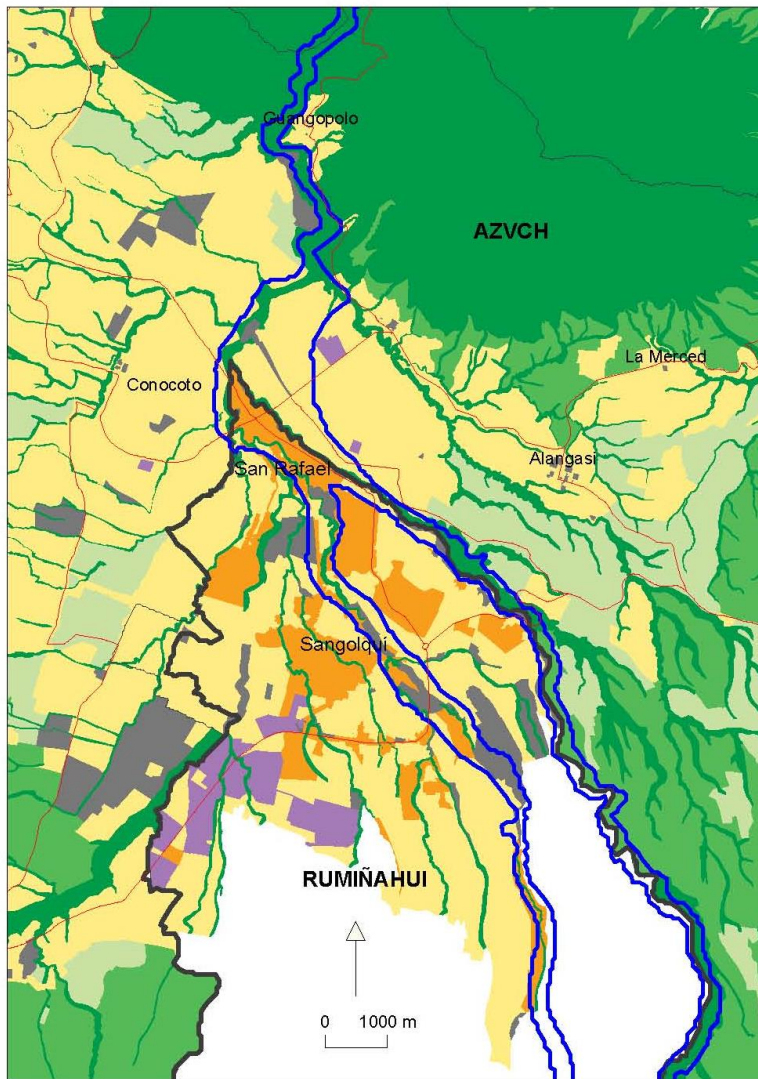 Guangopolo
AZVCH
La Merced
Conocoto
Alangasi
San Rafael
Sangolquí
RUMIÑAHUI
0 1000 m